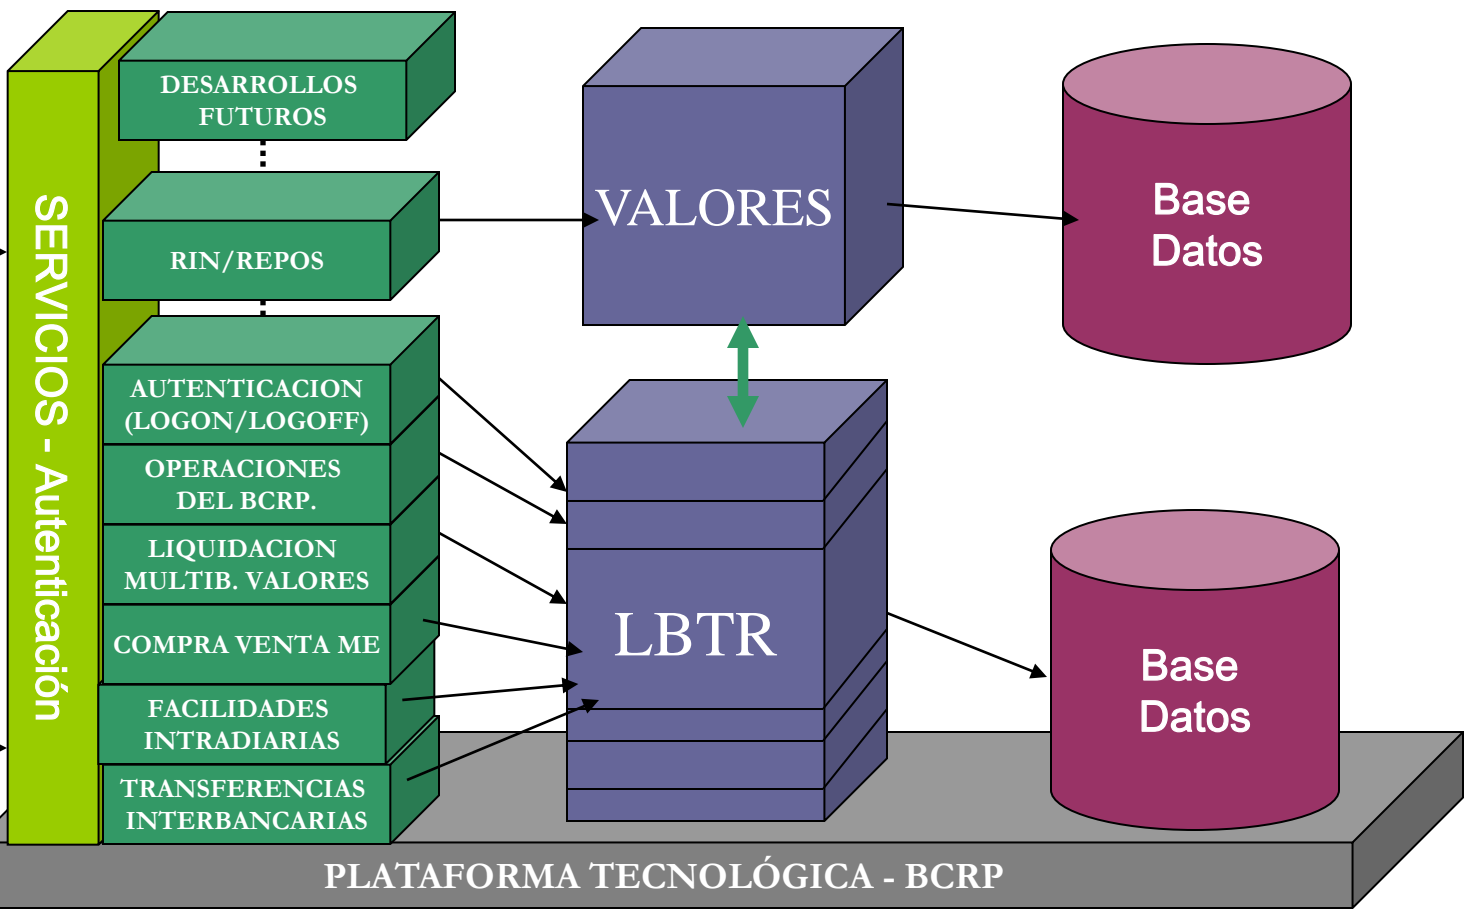 SERVICIOS - Autenticación
DESARROLLOS
FUTUROS
RIN/REPOS
AUTENTICACION
(LOGON/LOGOFF)
OPERACIONES
DEL BCRP.
LIQUIDACION
MULTIB. VALORES
COMPRA VENTA ME
FACILIDADES
INTRADIARIAS
TRANSFERENCIAS
INTERBANCARIAS
VALORES
LBTR
Base
Datos
Base
Datos
PLATAFORMA TECNOLÓGICA - BCRP